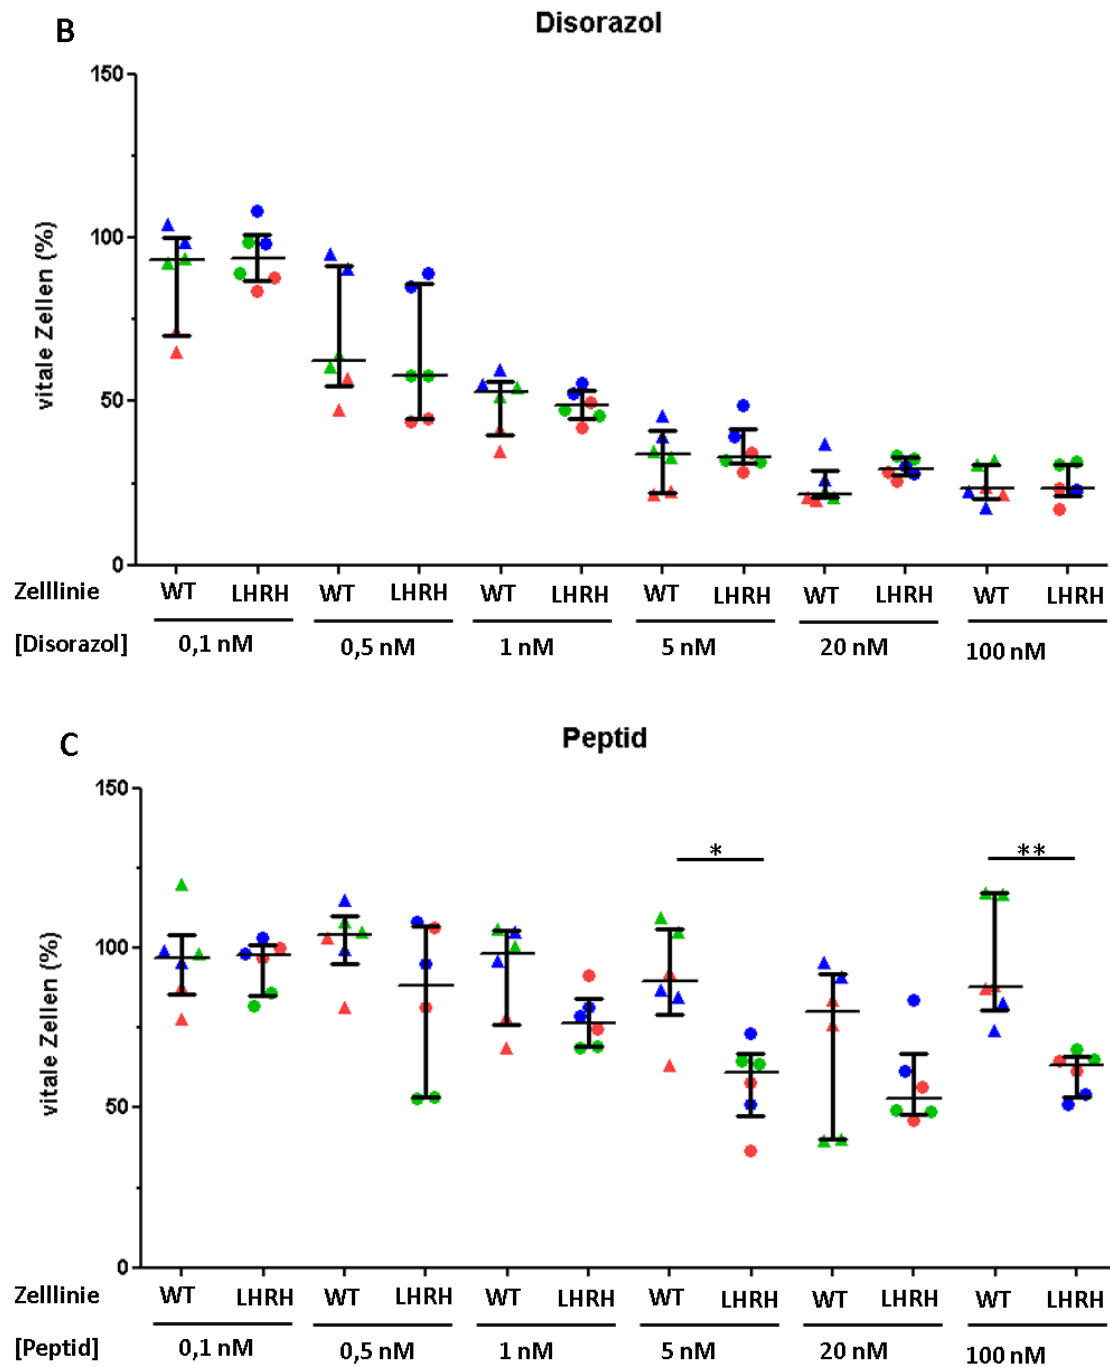 B
Disorazol
150
100
50
0
vitale Zellen (%)
Zelllinie WT LHRH WT LHRH WT LHRH WT LHRH WT LHRH WT LHRH
[Disorazol] 0,1 nM 0,5 nM 1 nM 5 nM 20 nM 100 nM
C
Peptid
150
100
50
0
vitale Zellen (%)
* **
Zelllinie WT LHRH WT LHRH WT LHRH WT LHRH WT LHRH WT LHRH
[Peptid] 0,1 nM 0,5 nM 1 nM 5 nM 20 nM 100 nM